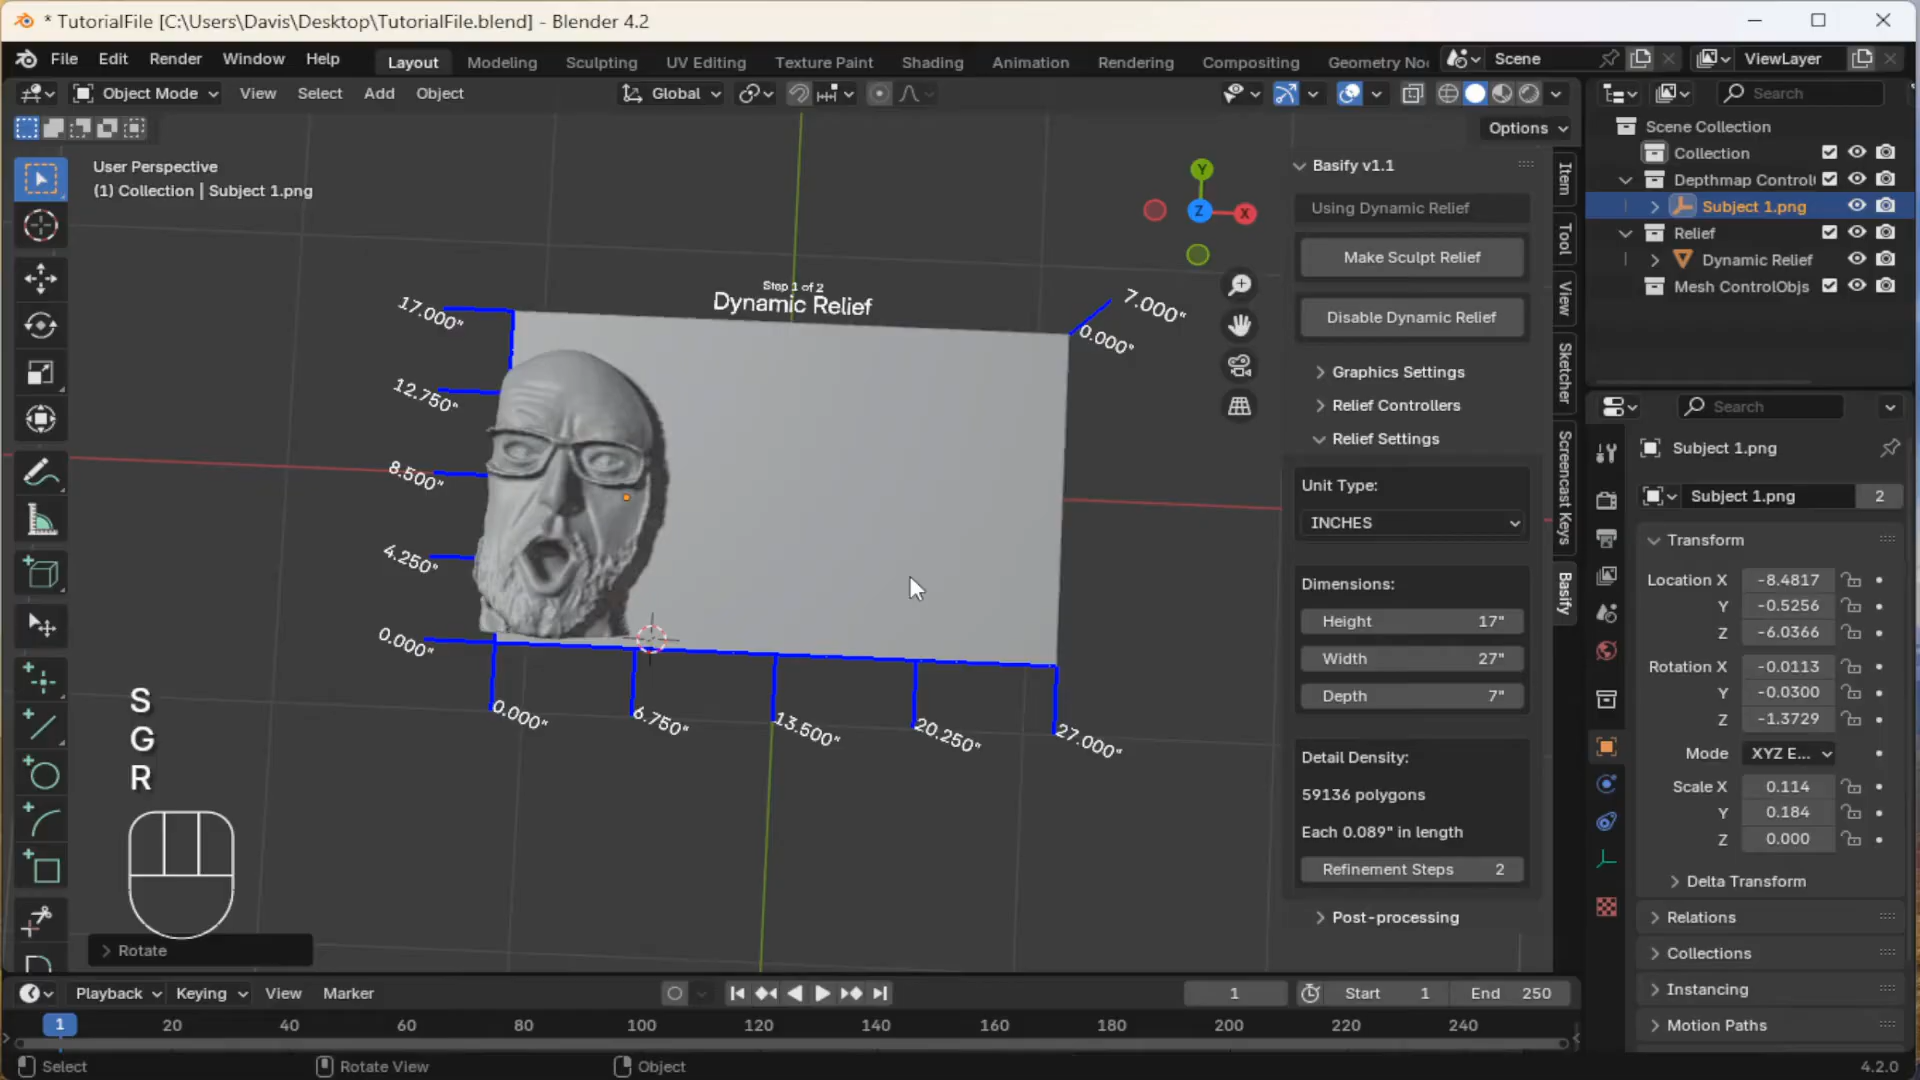 * TutorialFile [C:\Users\Davis\Desktop\TutorialFile.blend] - Blender 4.2
File Edit Render Window Help Layout Modeling Sculpting UV Editing Texture Paint Shading Animation Rendering Compositing Geometry No Scene ViewLayer
Object Mode View Select Add Object Global Search
Options
User Perspective
(1) Collection | Subject 1.png
Y
Z
X
Step 1 of 2
Dynamic Relief
17.000"
12.750"
8.500"
4.250"
0.000"
0.000"
6.750"
13.500"
20.250"
27.000"
7.000"
0.000"
S
G
R
Rotate
Basify v1.1
Using Dynamic Relief
Make Sculpt Relief
Disable Dynamic Relief
Graphics Settings
Relief Controllers
Relief Settings
Unit Type:
INCHES
Dimensions:
Height 17"
Width 27"
Depth 7"
Detail Density:
59136 polygons
Each 0.089" in length
Refinement Steps 2
Post-processing
Item
Tool
View
Sketcher
Screencast Keys
Basify
Scene Collection
Collection
Depthmap Control
Subject 1.png
Relief
Dynamic Relief
Mesh ControlObjs
Search
Subject 1.png
Subject 1.png 2
Transform
Location X -8.4817
Y -0.5256
Z -6.0366
Rotation X -0.0113
Y -0.0300
Z -1.3729
Mode XYZ E...
Scale X 0.114
Y 0.184
Z 0.000
Delta Transform
Relations
Collections
Instancing
Motion Paths
Playback Keying View Marker 1 Start 1 End 250
1 20 40 60 80 100 120 140 160 180 200 220 240
Select Rotate View Object 4.2.0